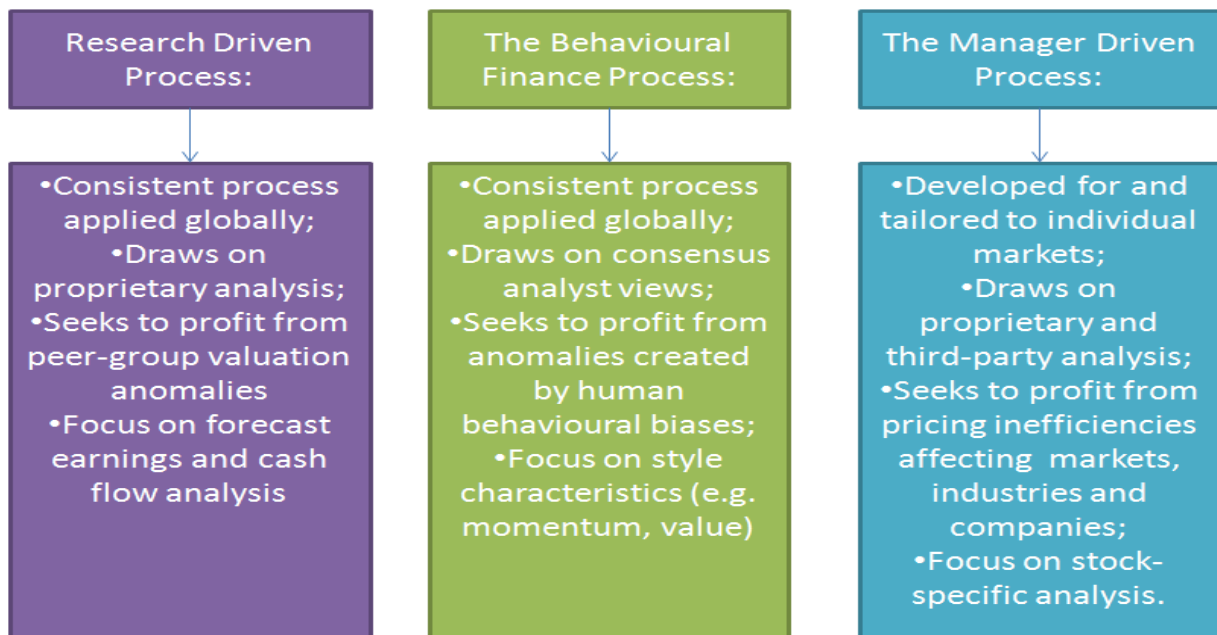 Research Driven
Process:
•Consistent process
applied globally;
•Draws on
proprietary analysis;
•Seeks to profit from
peer-group valuation
anomalies
•Focus on forecast
earnings and cash
flow analysis
The Behavioural
Finance Process:
•Consistent process
applied globally;
•Draws on consensus
analyst views;
•Seeks to profit from
anomalies created
by human
behavioural biases;
•Focus on style
characteristics (e.g.
momentum, value)
The Manager Driven
Process:
•Developed for and
tailored to individual
markets;
•Draws on
proprietary and
third-party analysis;
•Seeks to profit from
pricing inefficiencies
affecting  markets,
industries and
companies;
•Focus on stock-
specific analysis.